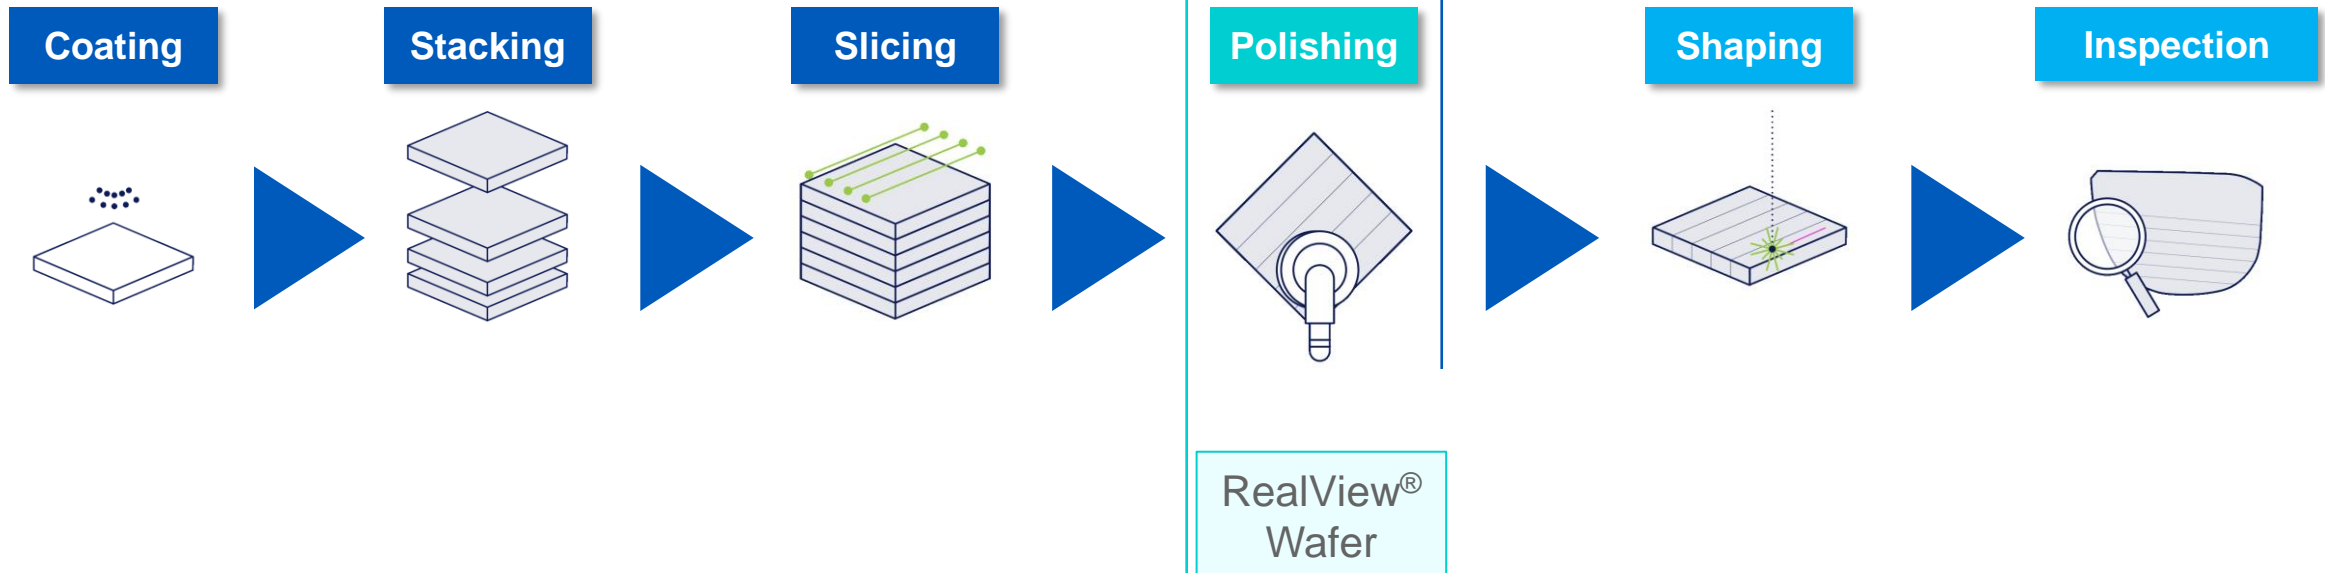 Coating
Stacking
Slicing
Polishing
Shaping
Inspection
RealView®
Wafer